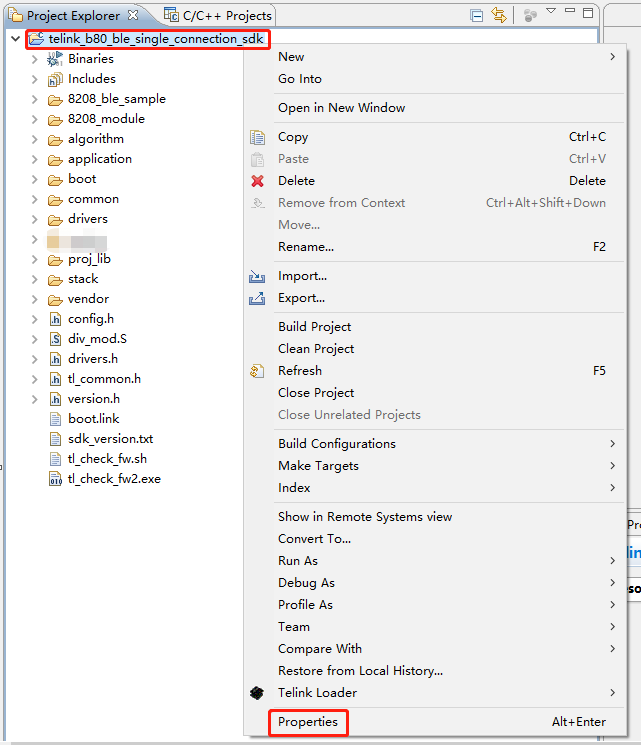 Project Explorer
C/C++ Projects
telink_b80_ble_single_connection_sdk
Binaries
Includes
8208_ble_sample
8208_module
algorithm
application
boot
common
drivers
proj_lib
stack
vendor
config.h
div_mod.S
drivers.h
tl_common.h
version.h
boot.link
sdk_version.txt
tl_check_fw.sh
tl_check_fw2.exe
New
Go Into
Open in New Window
Copy Ctrl+C
Paste Ctrl+V
Delete Delete
Remove from Context Ctrl+Alt+Shift+Down
Move...
Rename... F2
Import...
Export...
Build Project
Clean Project
Refresh F5
Close Project
Close Unrelated Projects
Build Configurations
Make Targets
Index
Show in Remote Systems view
Convert To...
Run As
Debug As
Profile As
Team
Compare With
Restore from Local History...
Telink Loader
Properties Alt+Enter